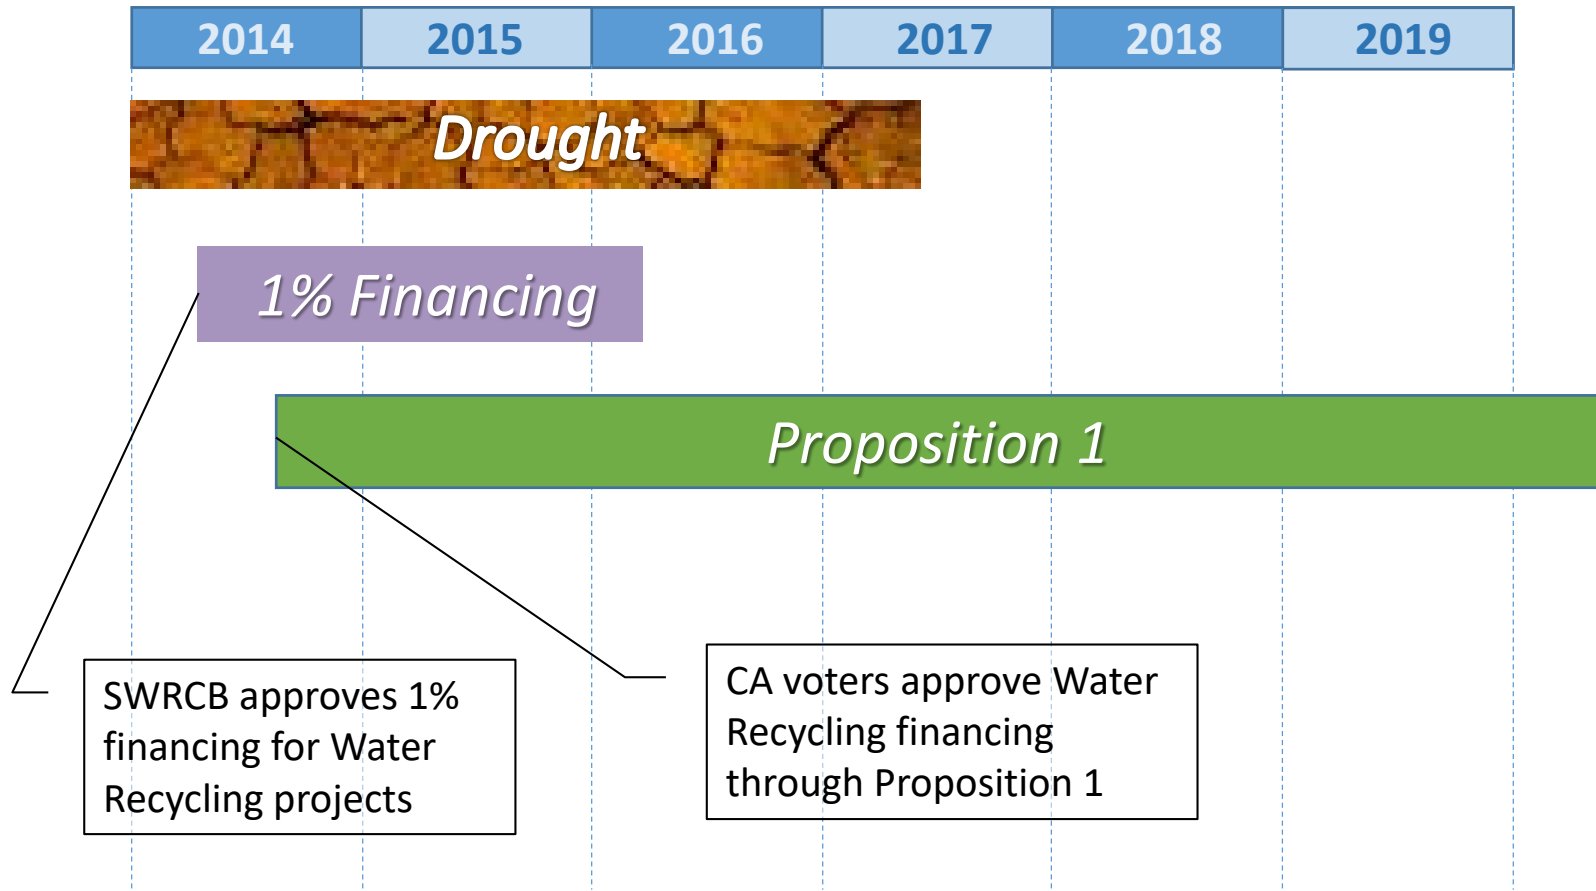 2014 2015 2016 2017 2018 2019
Drought
1% Financing
Proposition 1
SWRCB approves 1%
financing for Water
Recycling projects
CA voters approve Water
Recycling financing
through Proposition 1